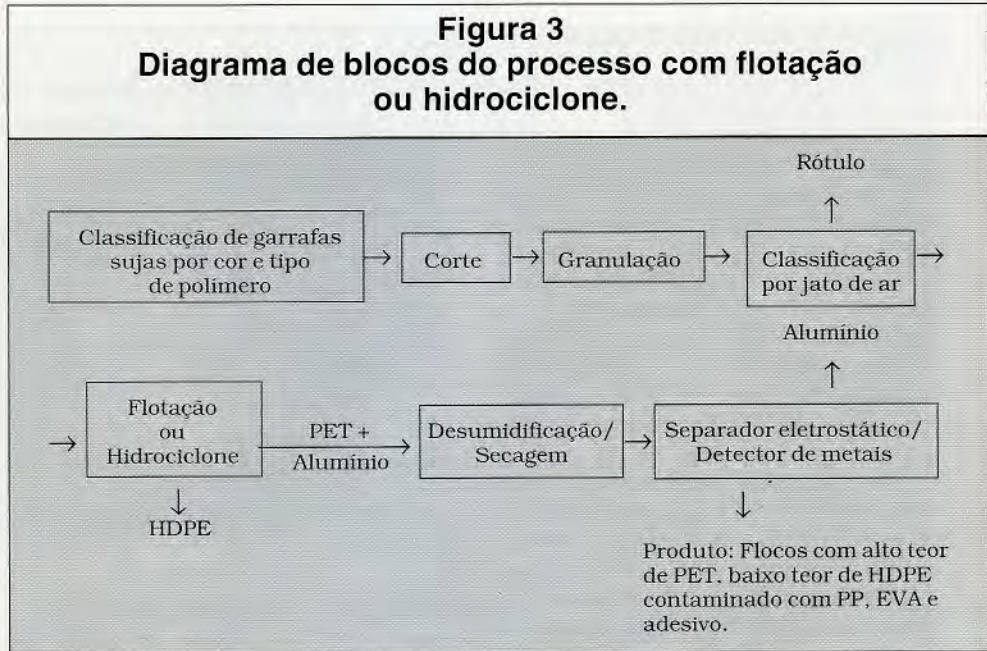 Figura 3
Diagrama de blocos do processo com flotação
ou hidrociclone.
Rótulo
↑
Classificação de garrafas
sujas por cor e tipo
de polímero
→
Corte
→
Granulação
→
Classificação
por jato de ar
→
Alumínio
↑
→
Flotação
ou
Hidrociclone
PET +
Alumínio
→
Desumidificação/
Secagem
→
Separador eletrostático/
Detector de metais
↓
HDPE
↓
Produto: Flocos com alto teor
de PET. baixo teor de HDPE
contaminado com PP, EVA e
adesivo.